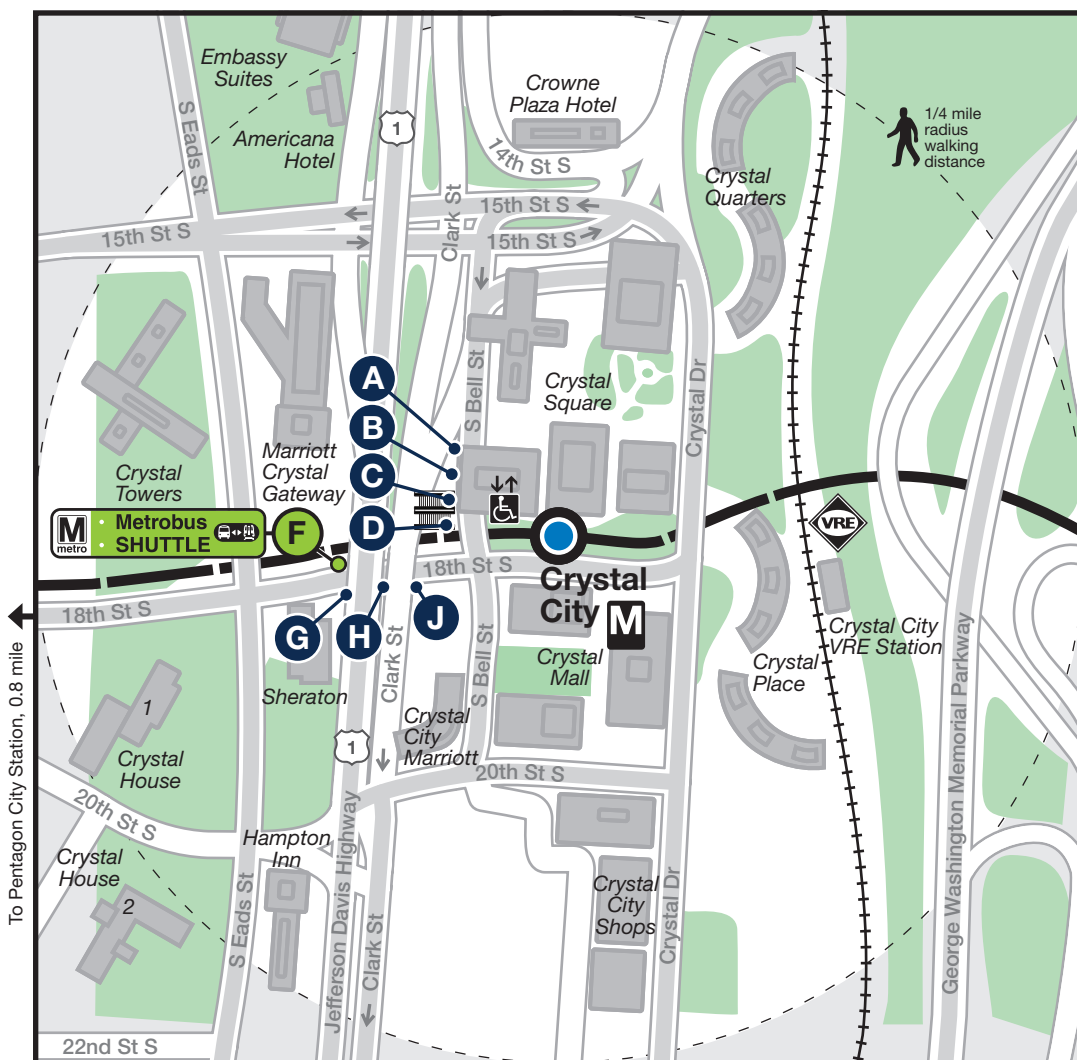 Embassy
Suites
Americana
Hotel
1
Crowne
Plaza Hotel
14th St S
1/4 mile
radius
walking
distance
S Eads St
Clark St
Crystal
Quarters
15th St S
15th St S
15th St S
S Bell St
Crystal
Square
Crystal Dr
A
B
C
D
Crystal
Towers
Marriott
Crystal
Gateway
M
metro
· Metrobus
· SHUTTLE
F
VRE
18th St S
18th St S
Crystal
City
M
G
H
J
Clark St
S Bell St
Crystal
Mall
Crystal
Place
Crystal City
VRE Station
Sheraton
Crystal
City
Marriott
1
To Pentagon City Station, 0.8 mile
1
Crystal
House
20th St S
20th St S
Crystal
House
2
Hampton
Inn
Jefferson Davis Highway
Clark St
S Eads St
Crystal
City
Shops
Crystal Dr
George Washington Memorial Parkway
22nd St S